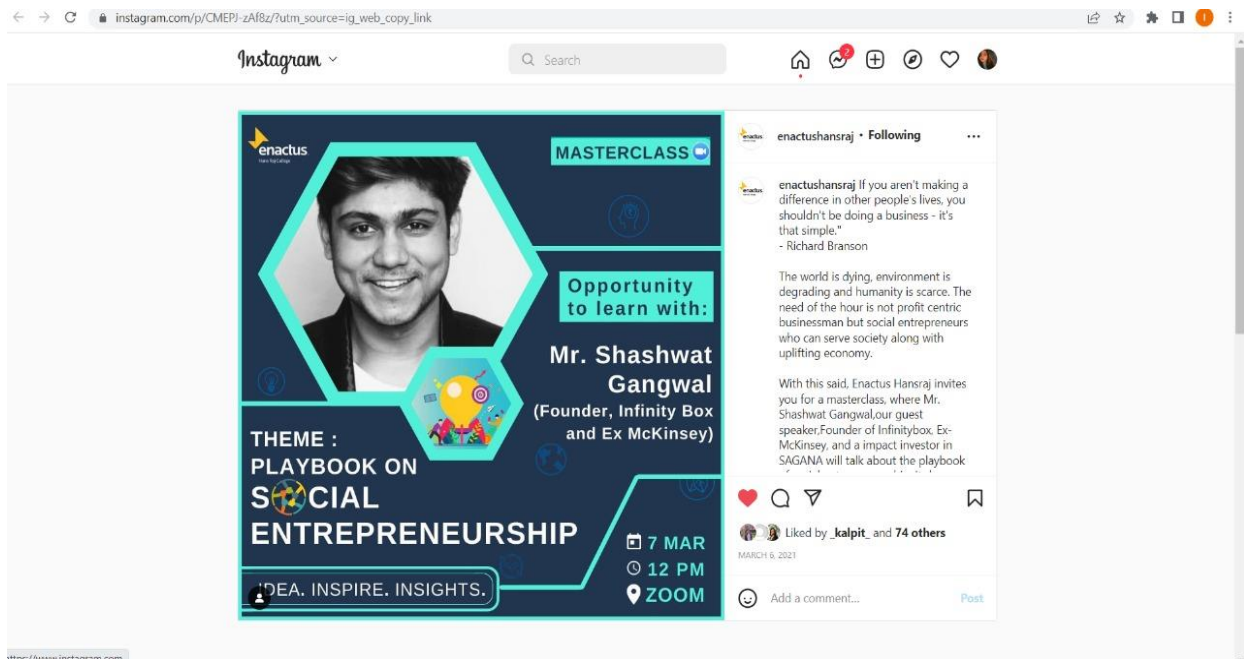 instagram.com/p/CMEPJ-zAf8z/?utm_source=ig_web_copy_link
Instagram
Search
2
enactus
MASTERCLASS
Opportunity
to learn with:
Mr. Shashwat
Gangwal
(Founder, Infinity Box
and Ex McKinsey)
THEME :
PLAYBOOK ON
SOCIAL
ENTREPRENEURSHIP
IDEA. INSPIRE. INSIGHTS.
7 MAR
12 PM
ZOOM
enactushansraj • Following
enactushansraj If you aren't making a
difference in other people's lives, you
shouldn't be doing a business - it's
that simple."
- Richard Branson
The world is dying, environment is
degrading and humanity is scarce. The
need of the hour is not profit centric
businessman but social entrepreneurs
who can serve society along with
uplifting economy.
With this said, Enactus Hansraj invites
you for a masterclass, where Mr.
Shashwat Gangwal,our guest
speaker,Founder of Infinitybox, Ex-
McKinsey, and a impact investor in
SAGANA will talk about the playbook
Liked by _kalpit_ and 74 others
MARCH 6, 2021
Add a comment...
Post
https://www.instagram.com